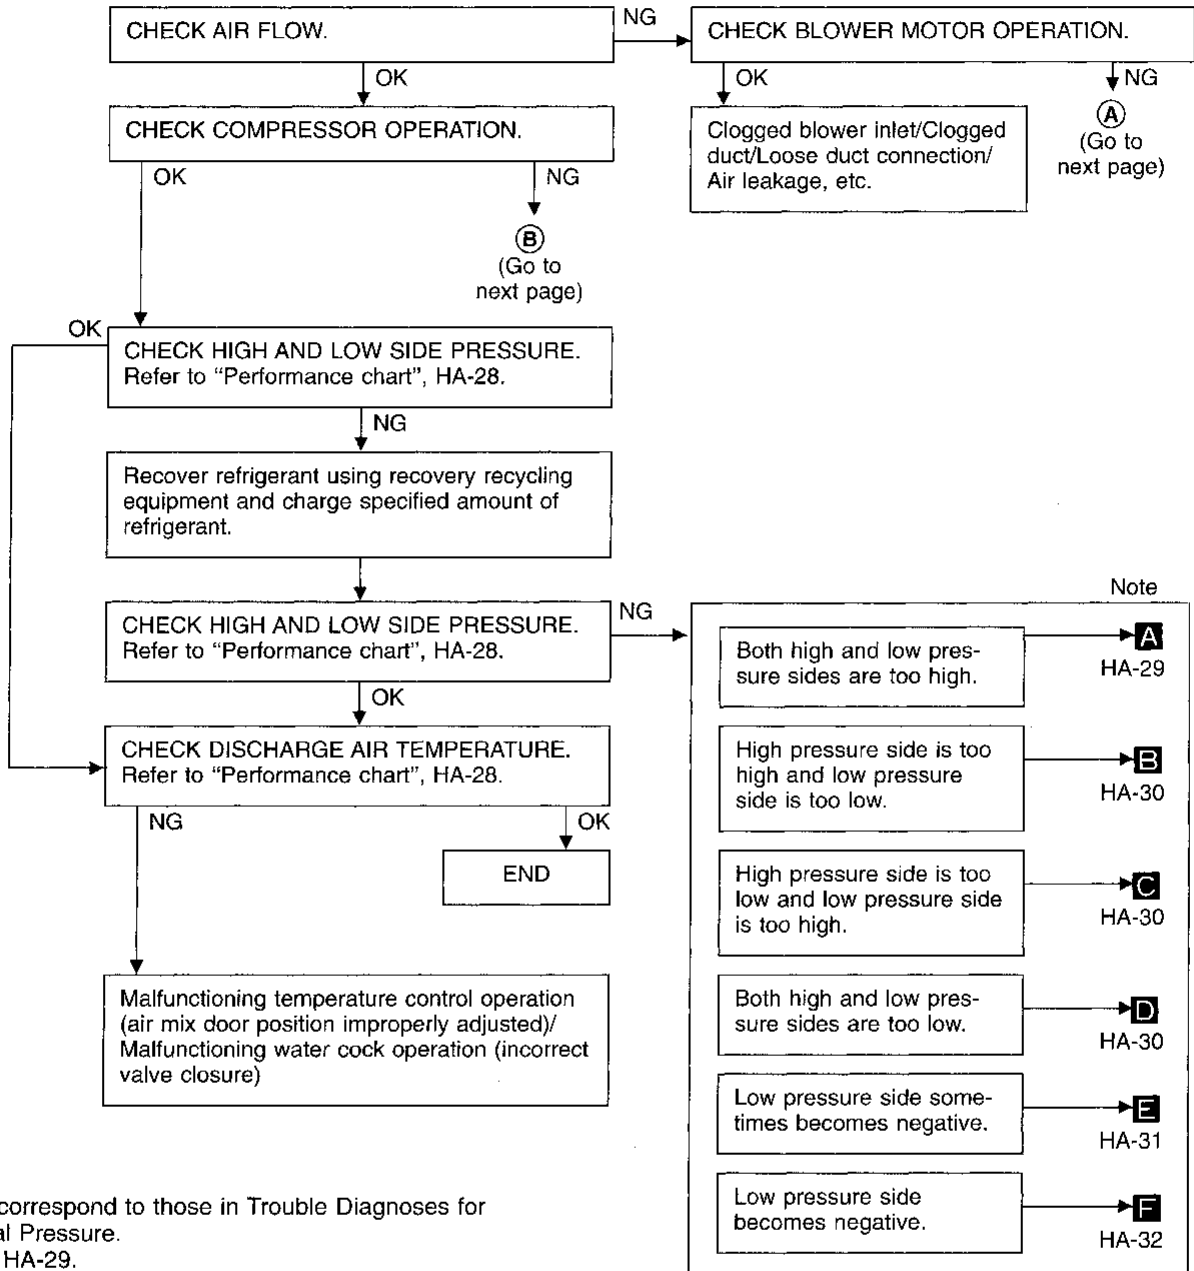 CHECK AIR FLOW.
NG
CHECK BLOWER MOTOR OPERATION.
OK
OK
NG
CHECK COMPRESSOR OPERATION.
Clogged blower inlet/Clogged
duct/Loose duct connection/
Air leakage, etc.
A
(Go to
next page)
OK
NG
B
(Go to
next page)
OK
CHECK HIGH AND LOW SIDE PRESSURE.
Refer to “Performance chart”, HA-28.
NG
Recover refrigerant using recovery recycling
equipment and charge specified amount of
refrigerant.
CHECK HIGH AND LOW SIDE PRESSURE.
Refer to “Performance chart”, HA-28.
NG
OK
CHECK DISCHARGE AIR TEMPERATURE.
Refer to “Performance chart”, HA-28.
NG
OK
END
Malfunctioning temperature control operation
(air mix door position improperly adjusted)/
Malfunctioning water cock operation (incorrect
valve closure)
Note
Both high and low pres-
sure sides are too high.
A
HA-29
High pressure side is too
high and low pressure
side is too low.
B
HA-30
High pressure side is too
low and low pressure side
is too high.
C
HA-30
Both high and low pres-
sure sides are too low.
D
HA-30
Low pressure side some-
times becomes negative.
E
HA-31
Low pressure side
becomes negative.
F
HA-32
correspond to those in Trouble Diagnoses for
al Pressure.
HA-29.